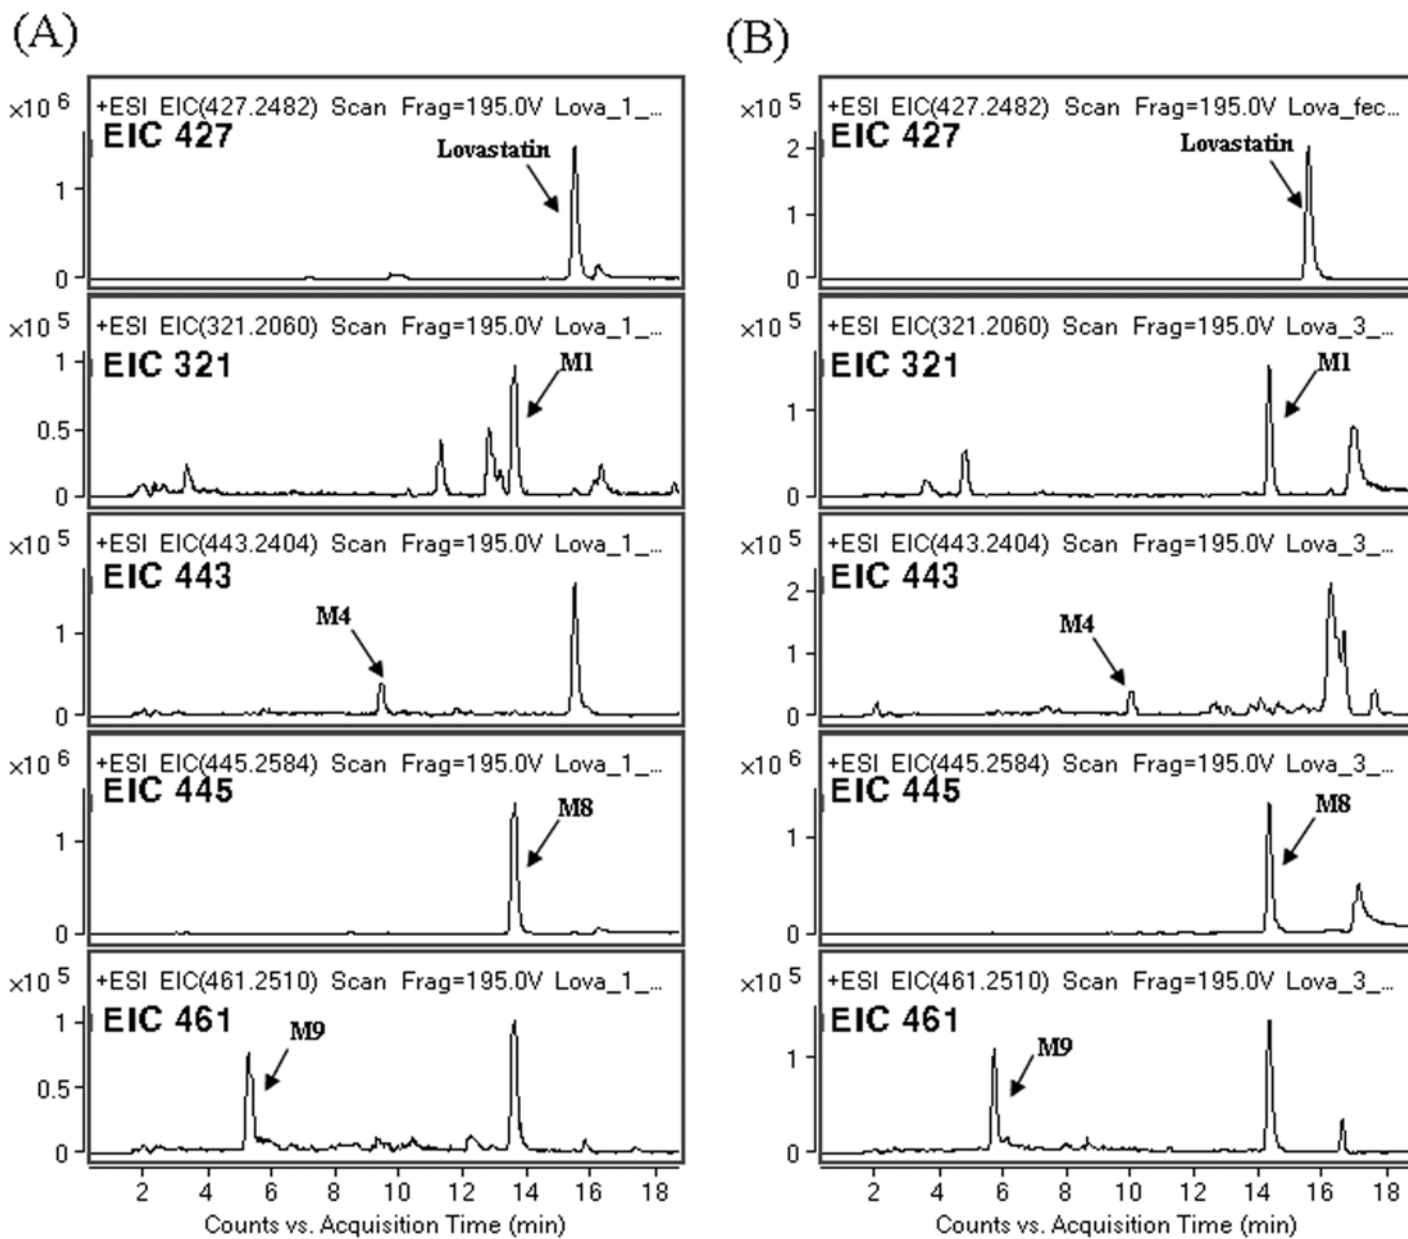 (A)
×10 6
+ESI EIC(427.2482) Scan Frag=195.0V Lova_1_...
EIC 427
Lovastatin
1
0
×10 5
+ESI EIC(321.2060) Scan Frag=195.0V Lova_1_...
EIC 321
M1
1
0.5
0
×10 5
+ESI EIC(443.2404) Scan Frag=195.0V Lova_1_...
EIC 443
M4
1
0
×10 6
+ESI EIC(445.2584) Scan Frag=195.0V Lova_1_...
EIC 445
M8
1
0
×10 5
+ESI EIC(461.2510) Scan Frag=195.0V Lova_1_...
EIC 461
M9
1
0.5
0
2 4 6 8 10 12 14 16 18
Counts vs. Acquisition Time (min)
(B)
×10 5
+ESI EIC(427.2482) Scan Frag=195.0V Lova_fec...
EIC 427
Lovastatin
2
1
0
×10 5
+ESI EIC(321.2060) Scan Frag=195.0V Lova_3_...
EIC 321
M1
1
0
×10 5
+ESI EIC(443.2404) Scan Frag=195.0V Lova_3_...
EIC 443
M4
2
1
0
×10 6
+ESI EIC(445.2584) Scan Frag=195.0V Lova_3_...
EIC 445
M8
1
0
×10 5
+ESI EIC(461.2510) Scan Frag=195.0V Lova_3_...
EIC 461
M9
1
0
2 4 6 8 10 12 14 16 18
Counts vs. Acquisition Time (min)